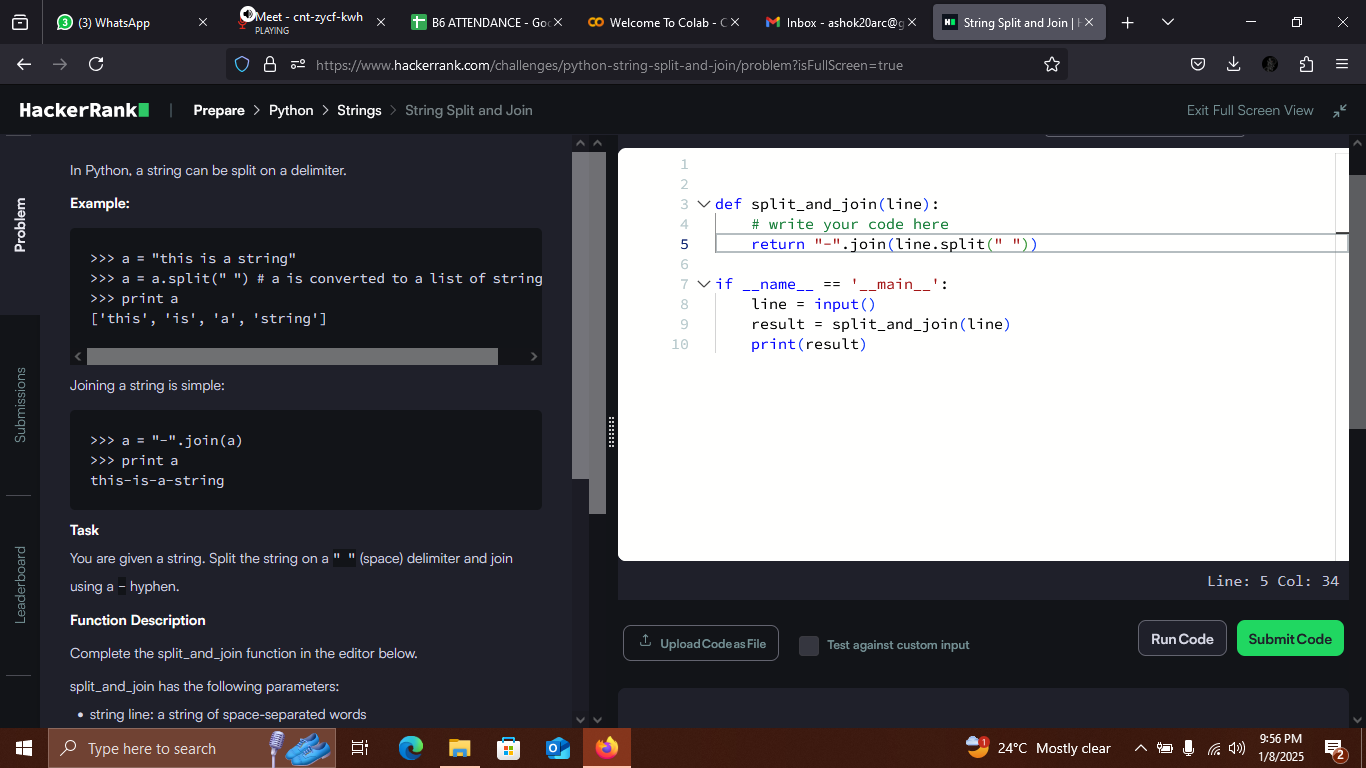 (3) WhatsApp
Meet - cnt-zycf-kwh
PLAYING
B6 ATTENDANCE - Goo
Welcome To Colab - C
Inbox - ashok20arc@g
String Split and Join | H
https://www.hackerrank.com/challenges/python-string-split-and-join/problem?isFullScreen=true
HackerRank
Prepare > Python > Strings > String Split and Join
Exit Full Screen View
Problem
Submissions
Leaderboard
In Python, a string can be split on a delimiter.
Example:
>>> a = "this is a string"
>>> a = a.split(" ") # a is converted to a list of string
>>> print a
['this', 'is', 'a', 'string']
Joining a string is simple:
>>> a = "-".join(a)
>>> print a
this-is-a-string
Task
You are given a string. Split the string on a " " (space) delimiter and join
using a - hyphen.
Function Description
Complete the split_and_join function in the editor below.
split_and_join has the following parameters:
• string line: a string of space-separated words
1
2
3 def split_and_join(line):
4 # write your code here
5 return "-".join(line.split(" "))
6
7 if __name__ == '__main__':
8 line = input()
9 result = split_and_join(line)
10 print(result)
Line: 5 Col: 34
Upload Code as File
Test against custom input
Run Code
Submit Code
Type here to search
1
24°C Mostly clear
9:56 PM
1/8/2025
2